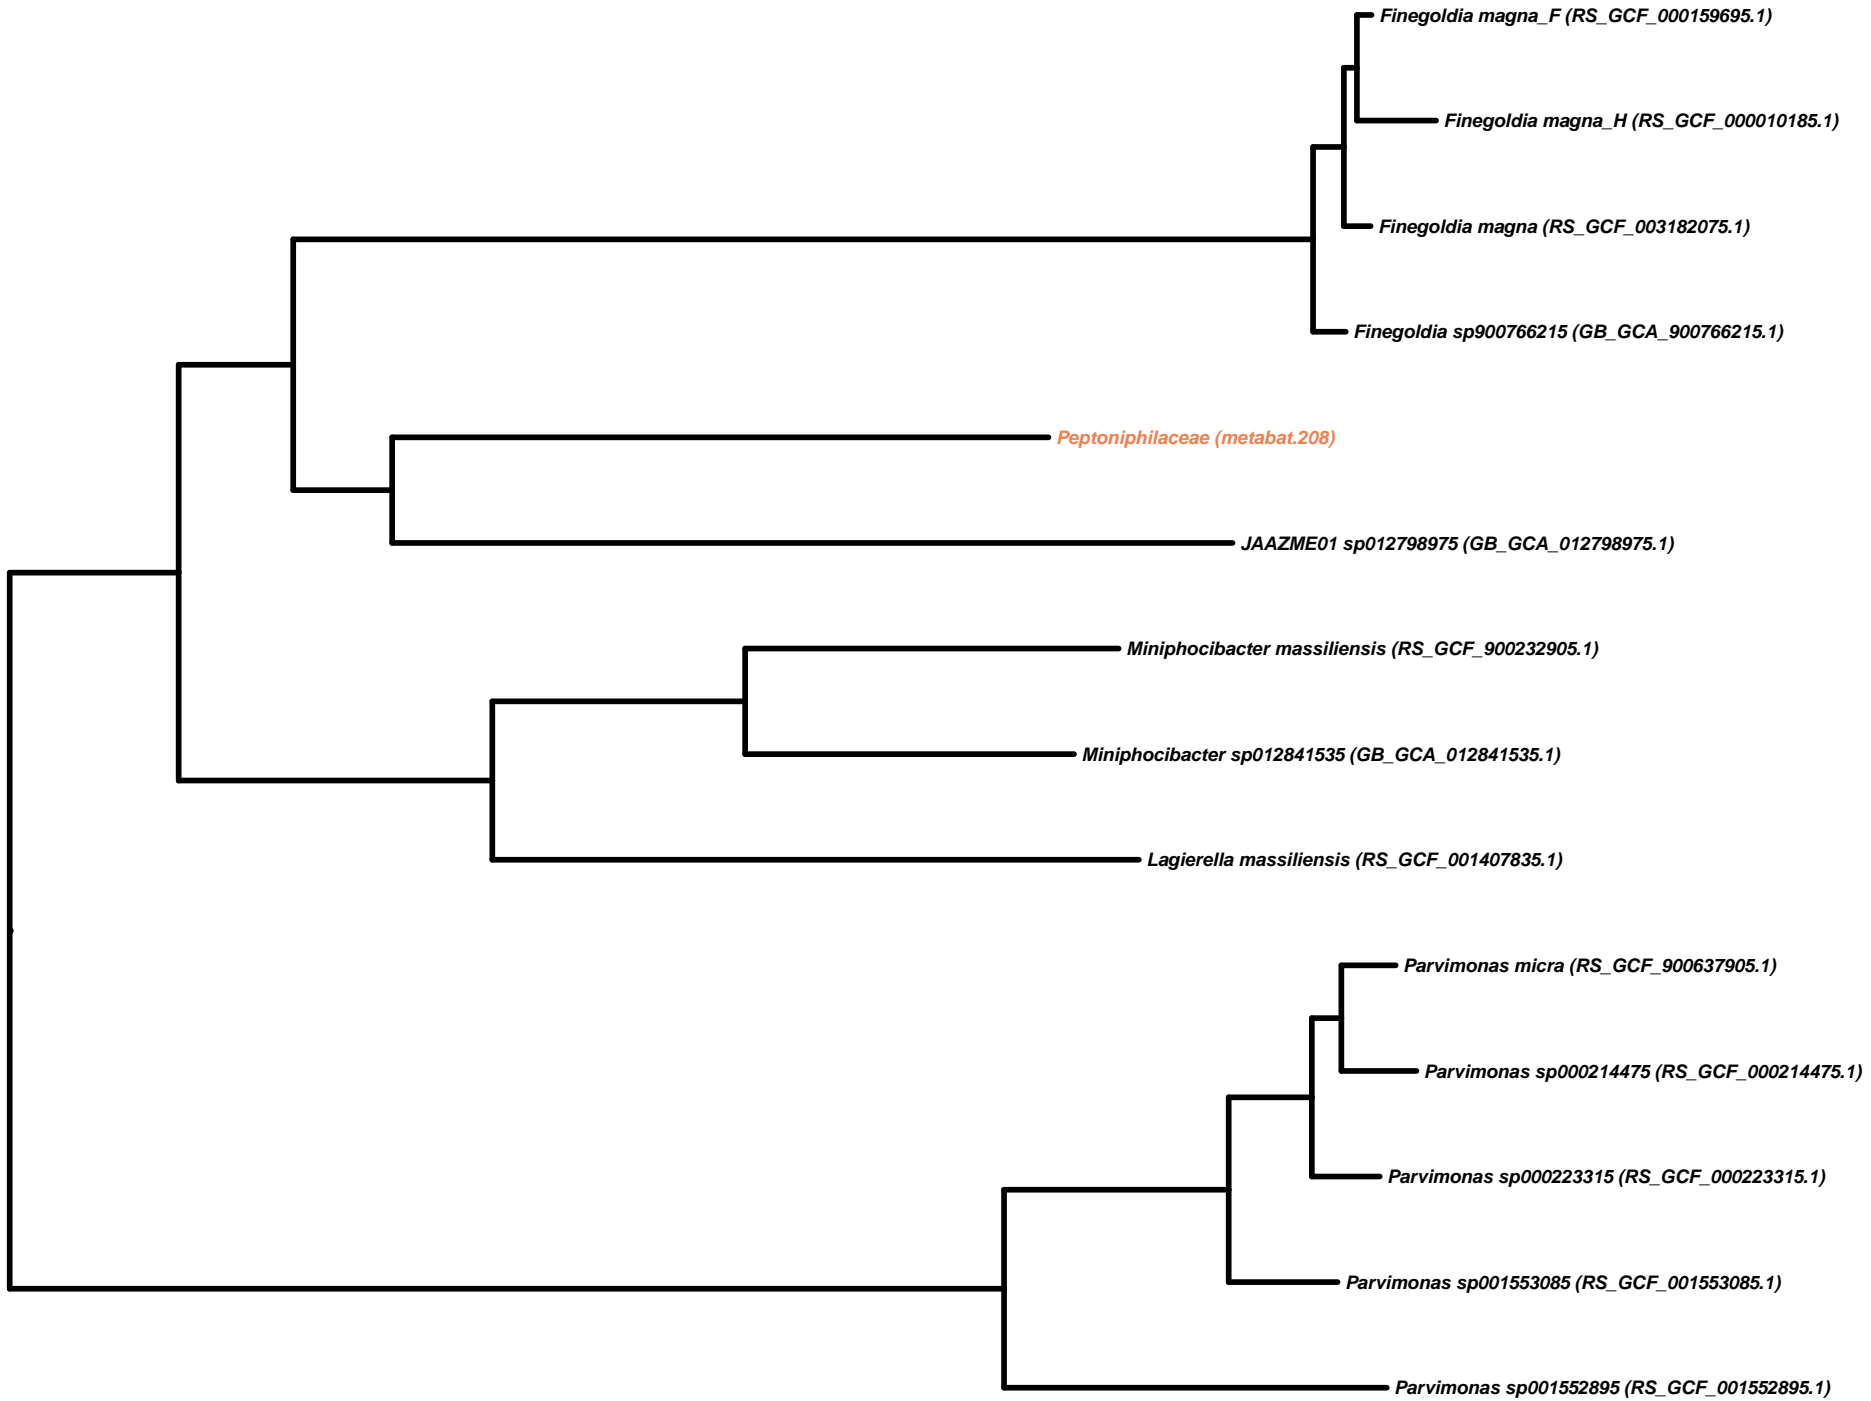 Finegoldia magna_F (RS_GCF_000159695.1)
Finegoldia magna_H (RS_GCF_000010185.1)
Finegoldia magna (RS_GCF_003182075.1)
Finegoldia sp900766215 (GB_GCA_900766215.1)
Peptoniphilaceae (metabat.208)
JAAZME01 sp012798975 (GB_GCA_012798975.1)
Miniphocibacter massiliensis (RS_GCF_900232905.1)
Miniphocibacter sp012841535 (GB_GCA_012841535.1)
Lagierella massiliensis (RS_GCF_001407835.1)
Parvimonas micra (RS_GCF_900637905.1)
Parvimonas sp000214475 (RS_GCF_000214475.1)
Parvimonas sp000223315 (RS_GCF_000223315.1)
Parvimonas sp001553085 (RS_GCF_001553085.1)
Parvimonas sp001552895 (RS_GCF_001552895.1)